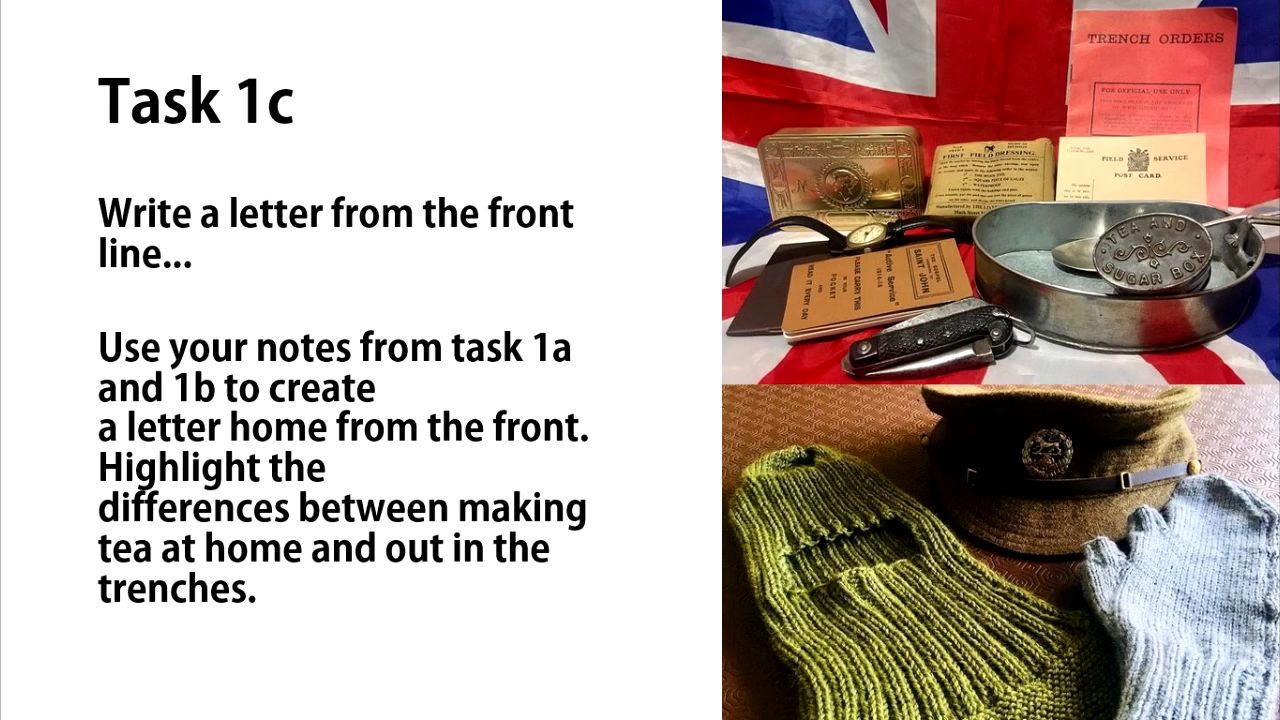 Task 1c
Write a letter from the front
line...
Use your notes from task 1a
and 1b to create
a letter home from the front.
Highlight the
differences between making
tea at home and out in the
trenches.
TRENCH ORDERS
FOR OFFICIAL USE ONLY
FIRST FIELD DRESSING
FIELD SERVICE
POST CARD.
TEA AND
SUGAR BOX
SAINT JOHN
"Active Service"
PLEASE CARRY THIS
IN YOUR
POCKET
AND
READ IT EVERY DAY